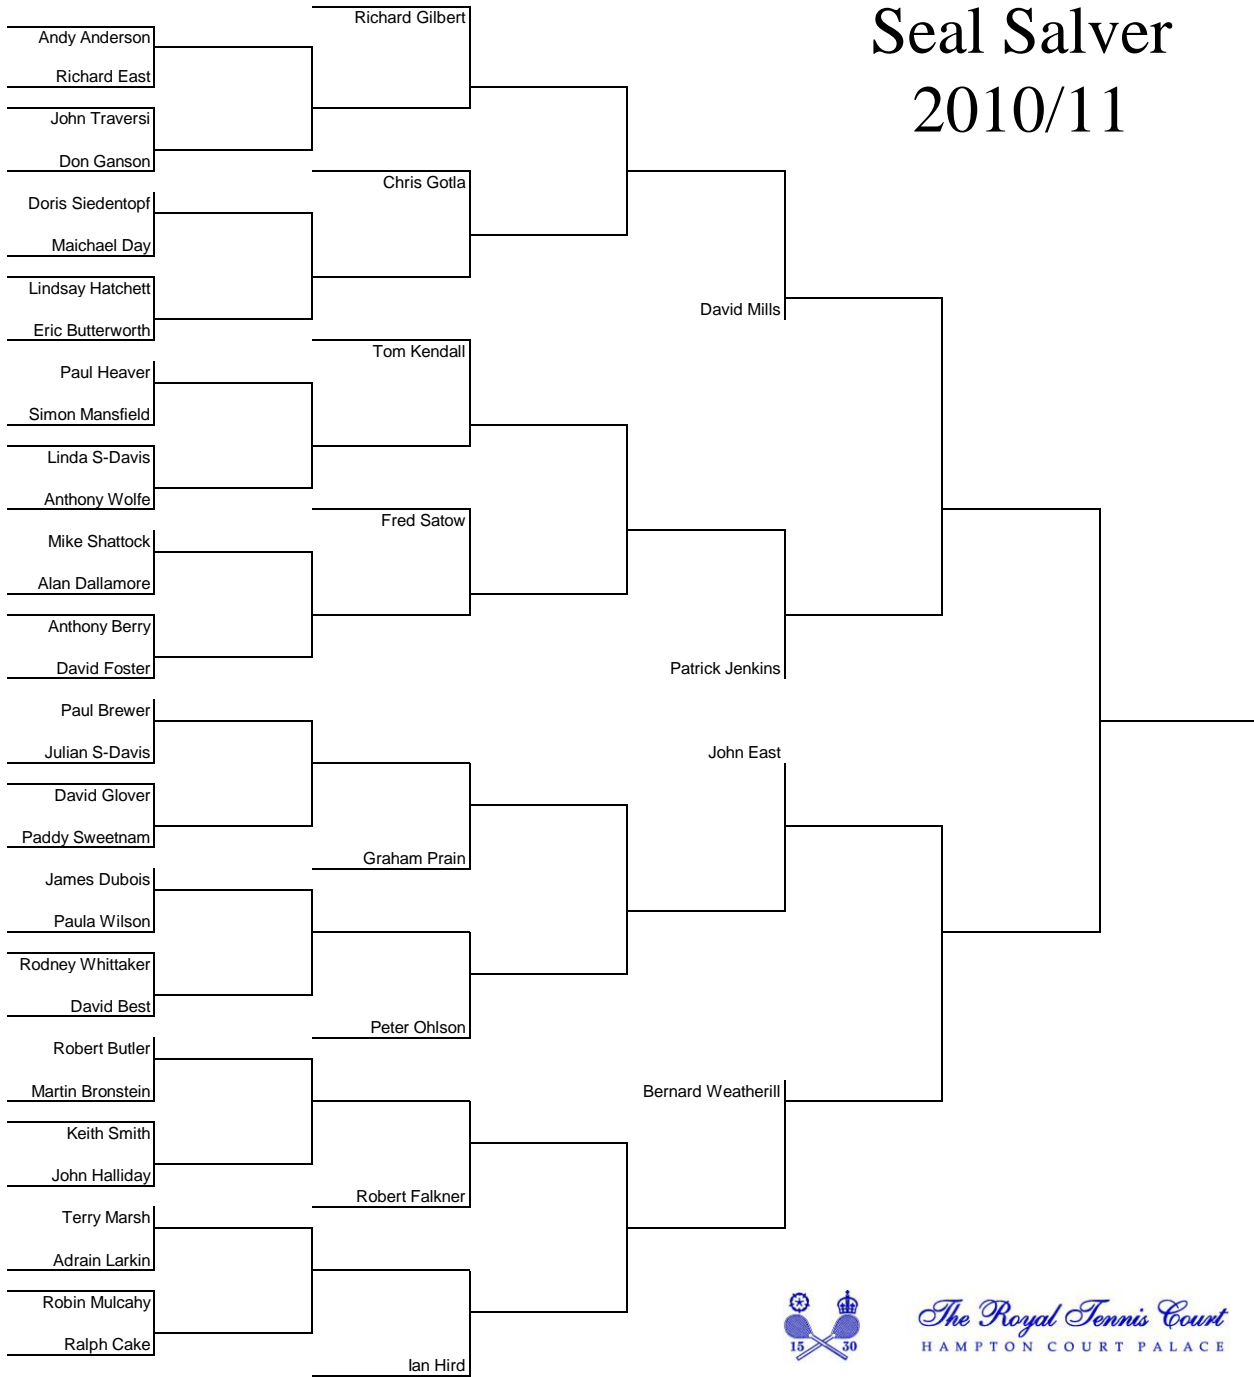 Seal Salver
2010/11
Richard Gilbert
Andy Anderson
Richard East
John Traversi
Don Ganson
Chris Gotla
Doris Siedentopf
Maichael Day
Lindsay Hatchett
David Mills
Eric Butterworth
Tom Kendall
Paul Heaver
Simon Mansfield
Linda S-Davis
Anthony Wolfe
Fred Satow
Mike Shattock
Alan Dallamore
Anthony Berry
David Foster
Patrick Jenkins
Paul Brewer
Julian S-Davis
John East
David Glover
Paddy Sweetnam
Graham Prain
James Dubois
Paula Wilson
Rodney Whittaker
David Best
Peter Ohlson
Robert Butler
Martin Bronstein
Bernard Weatherill
Keith Smith
John Halliday
Robert Falkner
Terry Marsh
Adrain Larkin
Robin Mulcahy
Ralph Cake
Ian Hird
15 30
The Royal Tennis Court
HAMPTON COURT PALACE